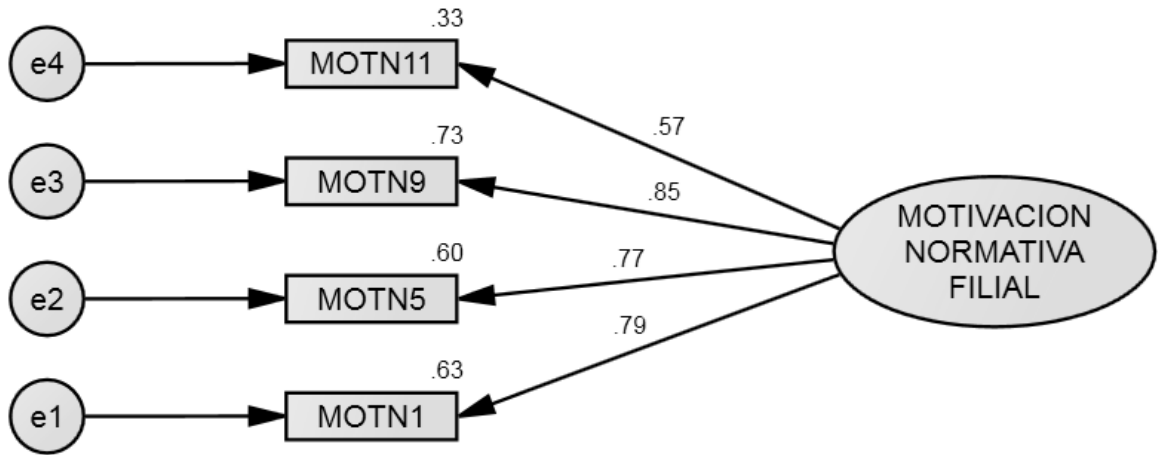 .33
e4
MOTN11
.57
.73
e3
MOTN9
.85
MOTIVACION
NORMATIVA
FILIAL
.60
e2
MOTN5
.77
.79
.63
e1
MOTN1